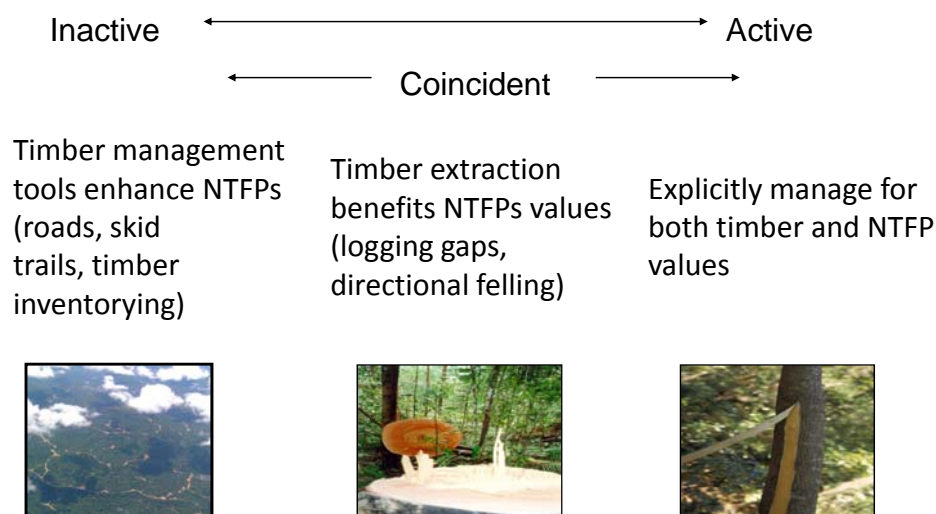 Inactive Active
Coincident
Timber management
tools enhance NTFPs
(roads, skid
trails, timber
inventorying)
Timber extraction
benefits NTFPs values
(logging gaps,
directional felling)
Explicitly manage for
both timber and NTFP
values